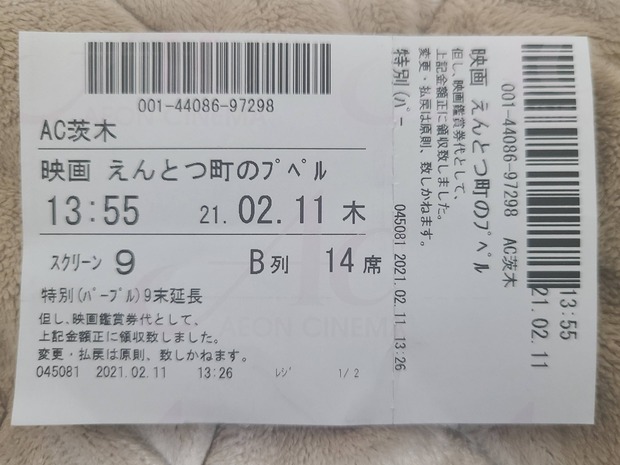 001-44086-97298
AC茨木
映画 えんとつ町のプペル
13:55 21.02.11 木
スクリーン 9 B列 14席
特別(パープル)9末延長
但し、映画鑑賞券代として、
上記金額正に領収致しました。
変更・払戻は原則、致しかねます。
045081 2021.02.11 13:26 レジ 1/2
AEON CINEMA
001-44086-97298 AC茨木
13:55
21.02.11
映画 えんとつ町のプペル
但し、映画鑑賞券代として、
上記金額正に領収致しました。
変更・払戻は原則、致しかねます。
特別(パー
045081 2021.02.11 13:26